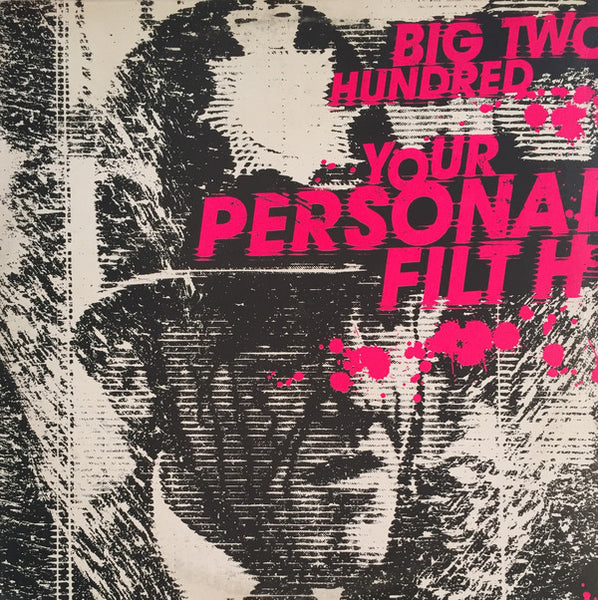 BIG TWO
HUNDRED
YOUR
PERSONAL
FILTH